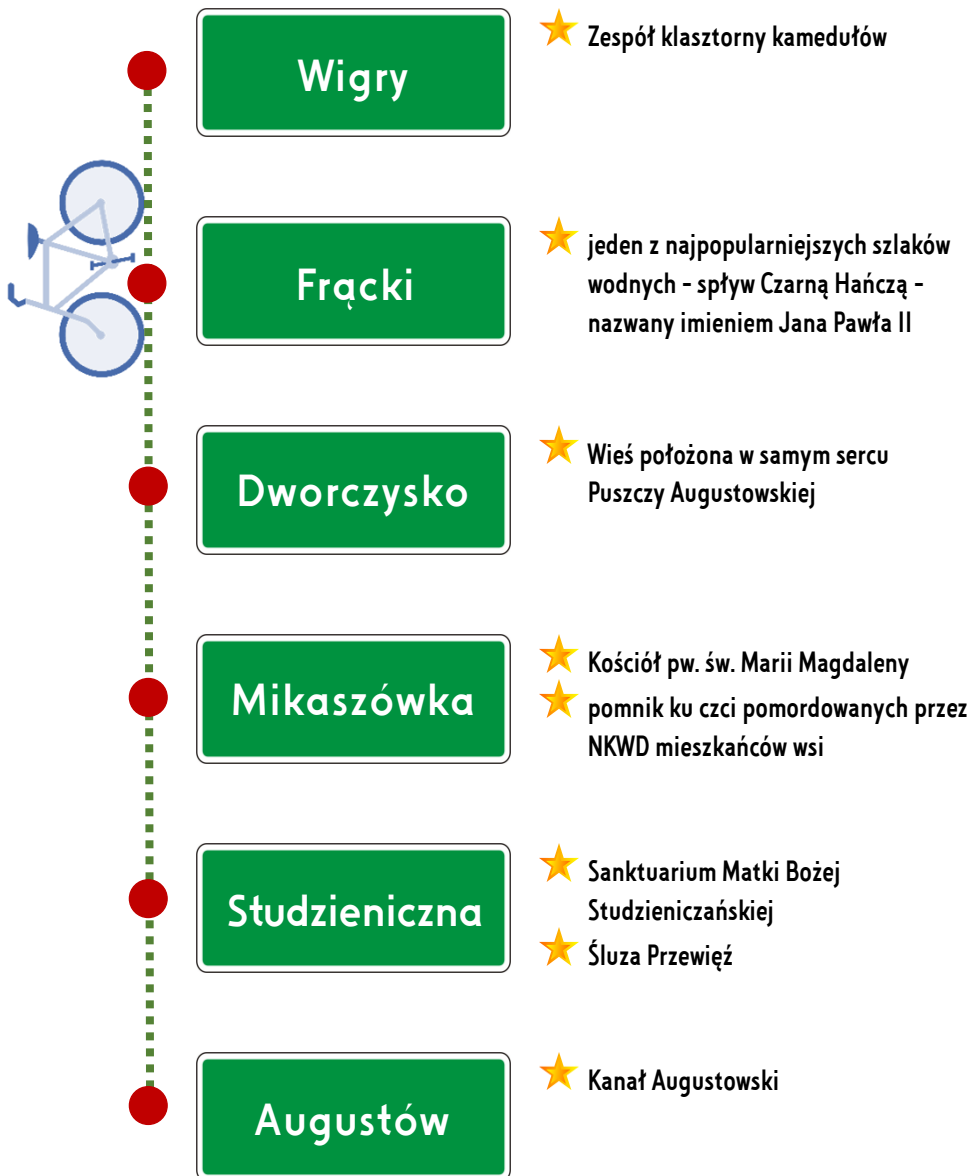 Wigry
Zespół klasztorny kamedułów
Frącki
jeden z najpopularniejszych szlaków
wodnych - spływ Czarną Hańczą -
nazwany imieniem Jana Pawła II
Dworczysko
Wieś położona w samym sercu
Puszczy Augustowskiej
Mikaszówka
Kościół pw. św. Marii Magdaleny
pomnik ku czci pomordowanych przez
NKWD mieszkańców wsi
Studzieniczna
Sanktuarium Matki Bożej
Studzieniczańskiej
Śluza Przewięź
Augustów
Kanał Augustowski